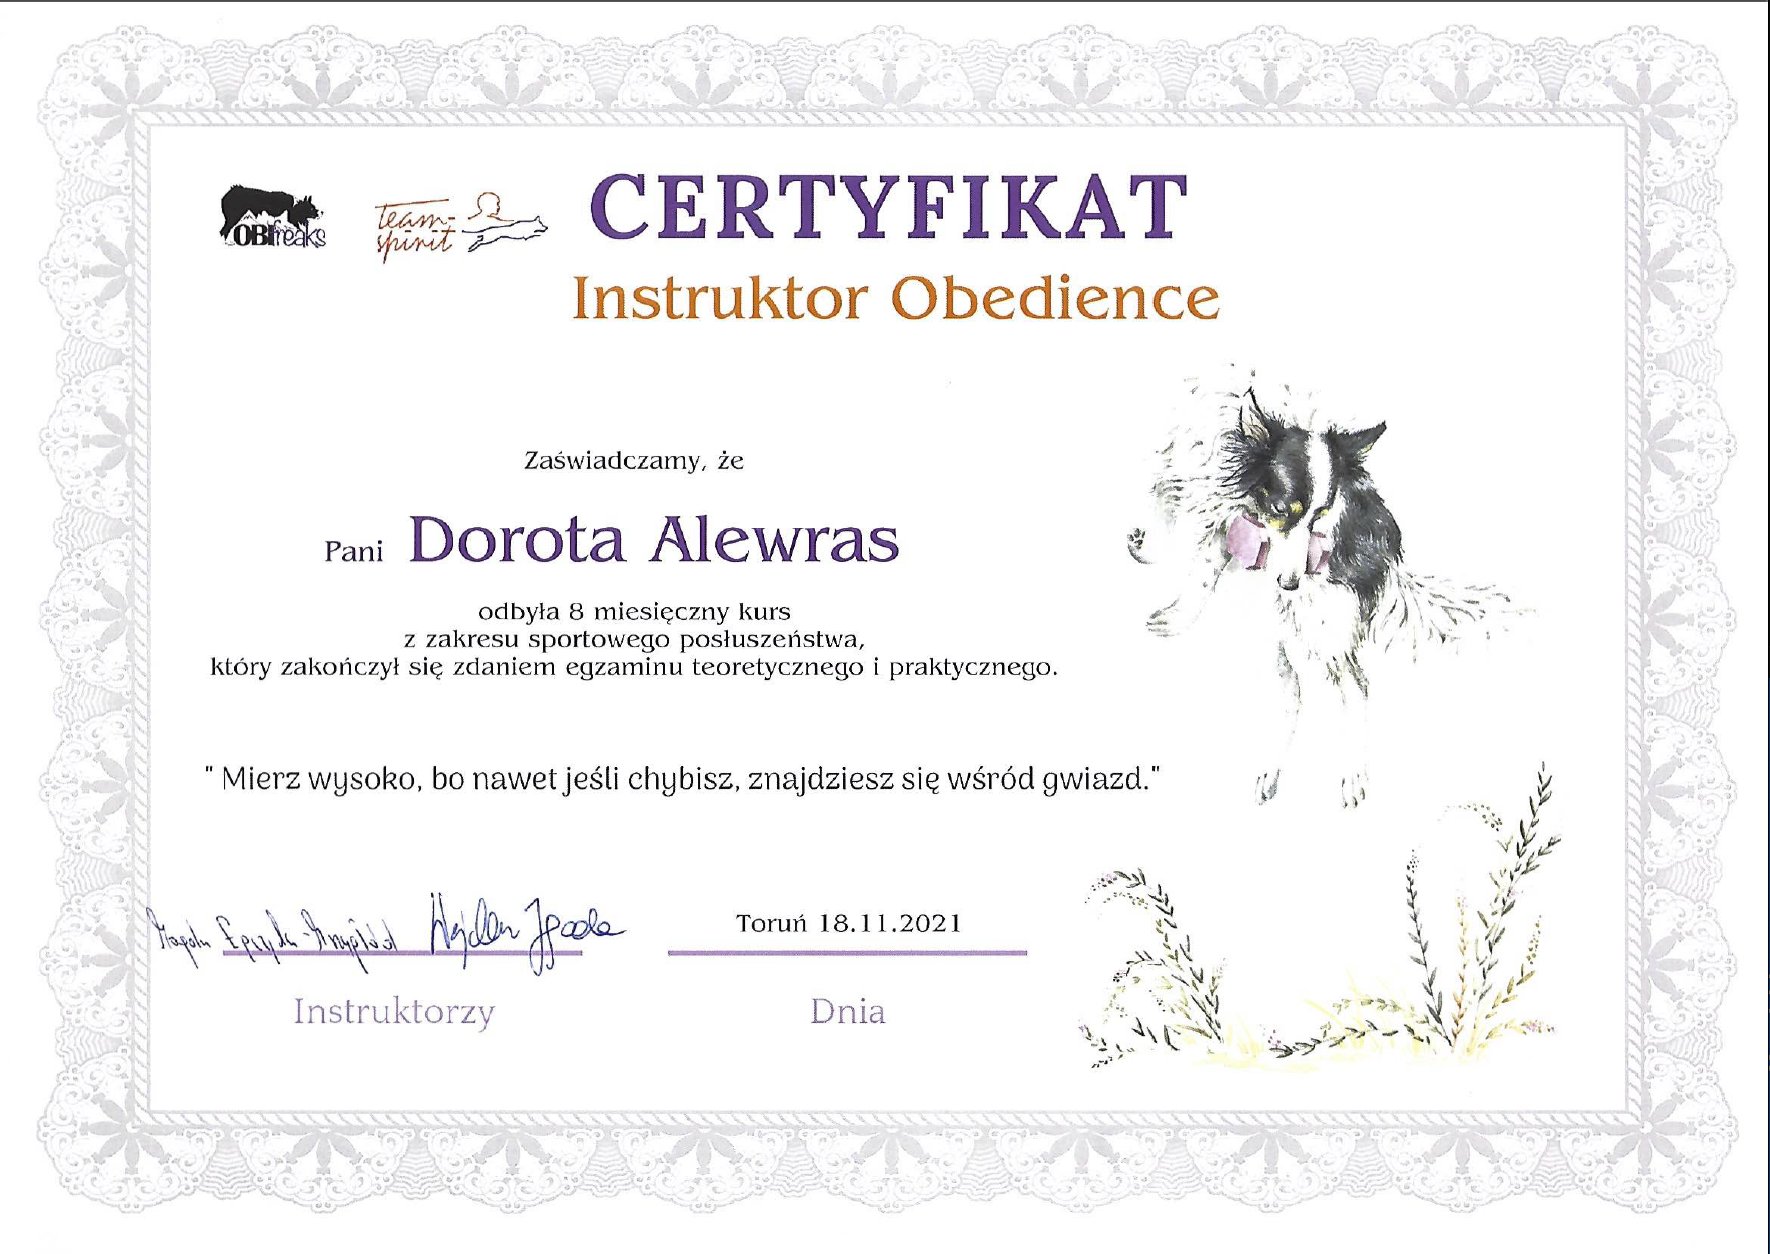 OBIfreaks
team-
spirit
CERTYFIKAT
Instruktor Obedience
Zaświadczamy, że
Pani Dorota Alewras
odbyła 8 miesięczny kurs
z zakresu sportowego posłuszeństwa,
który zakończył się zdaniem egzaminu teoretycznego i praktycznego.
" Mierz wysoko, bo nawet jeśli chybisz, znajdziesz się wśród gwiazd."
Toruń 18.11.2021
Instruktorzy
Dnia